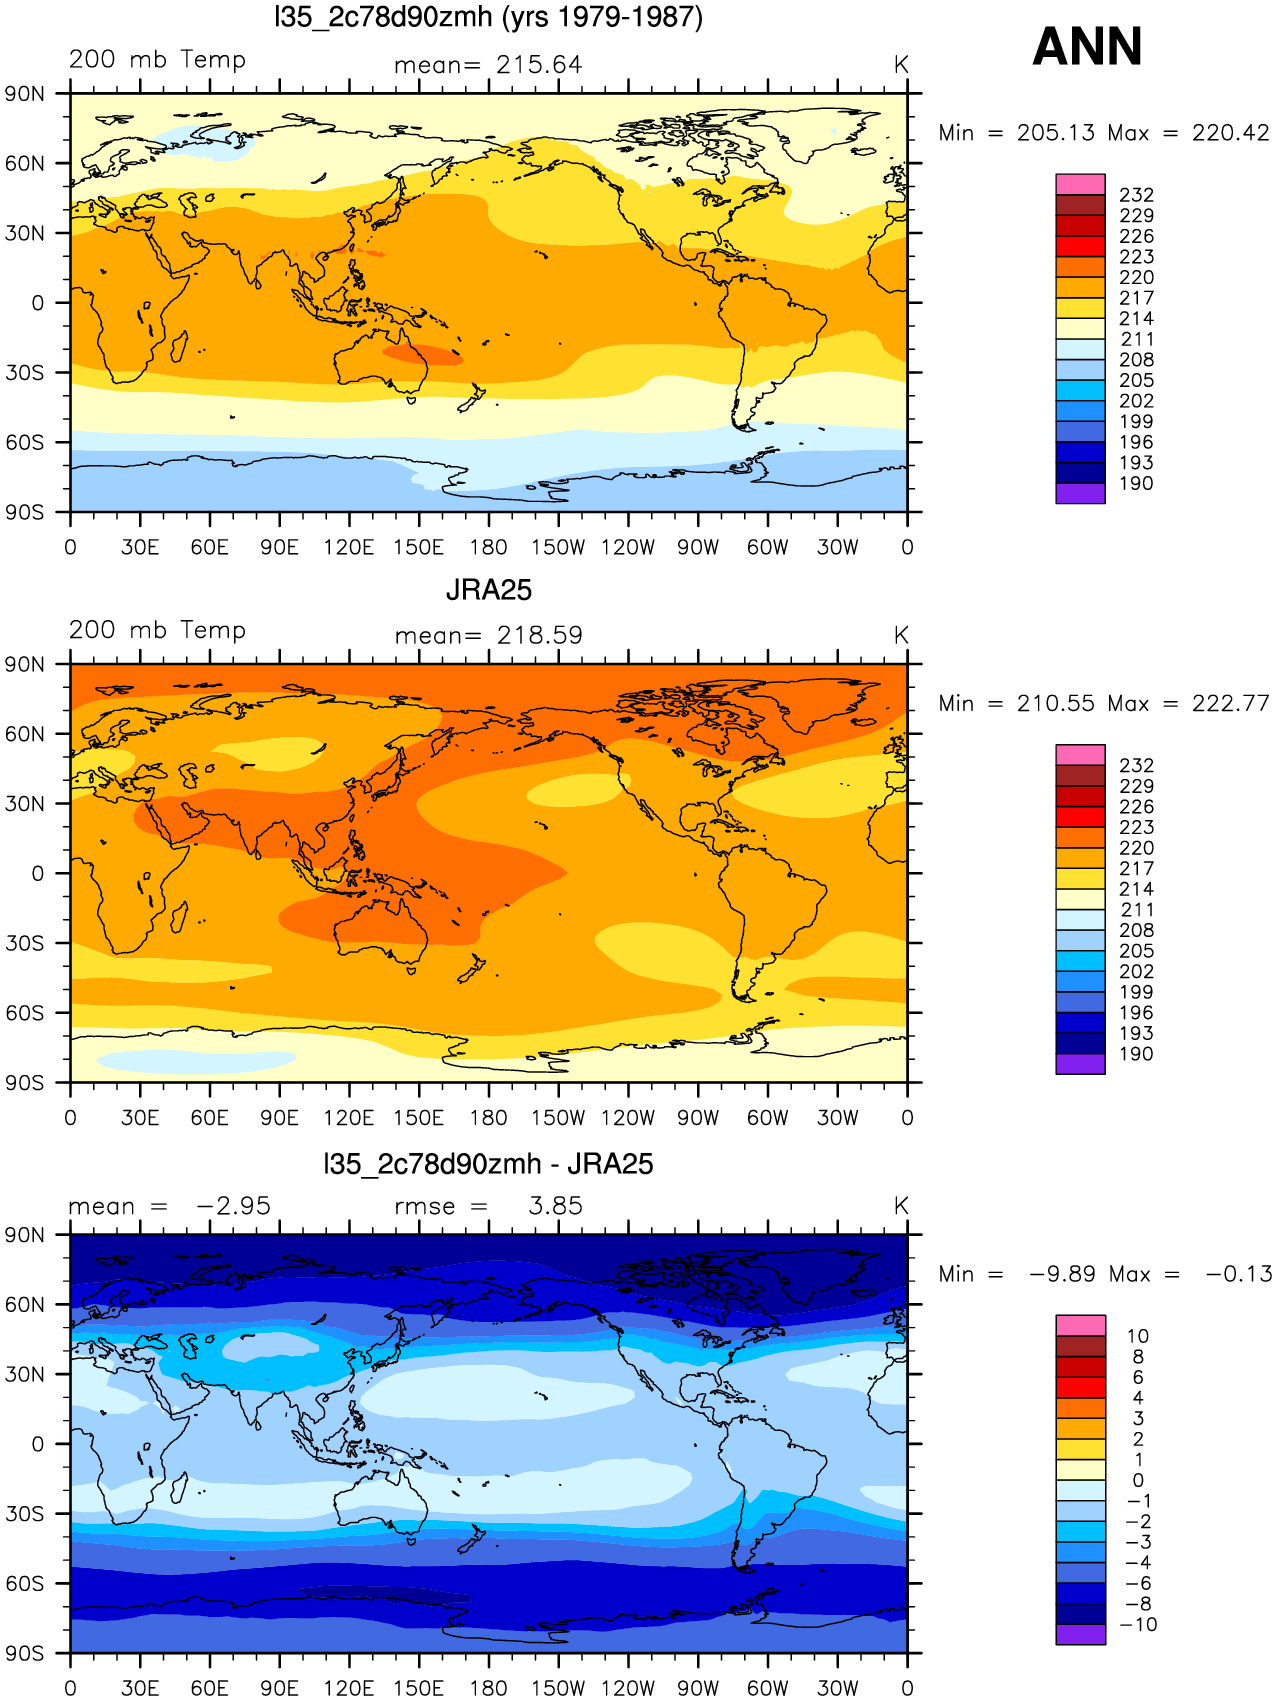 l35_2c78d90zmh (yrs 1979-1987)
ANN
200 mb Temp mean= 215.64 K
Min = 205.13 Max = 220.42
90N
60N
30N
0
30S
60S
90S
0 30E 60E 90E 120E 150E 180 150W 120W 90W 60W 30W 0
232
229
226
223
220
217
214
211
208
205
202
199
196
193
190
JRA25
200 mb Temp mean= 218.59 K
Min = 210.55 Max = 222.77
90N
60N
30N
0
30S
60S
90S
0 30E 60E 90E 120E 150E 180 150W 120W 90W 60W 30W 0
232
229
226
223
220
217
214
211
208
205
202
199
196
193
190
l35_2c78d90zmh - JRA25
mean = −2.95 rmse = 3.85 K
Min = −9.89 Max = −0.13
90N
60N
30N
0
30S
60S
90S
0 30E 60E 90E 120E 150E 180 150W 120W 90W 60W 30W 0
10
8
6
4
3
2
1
0
−1
−2
−3
−4
−6
−8
−10